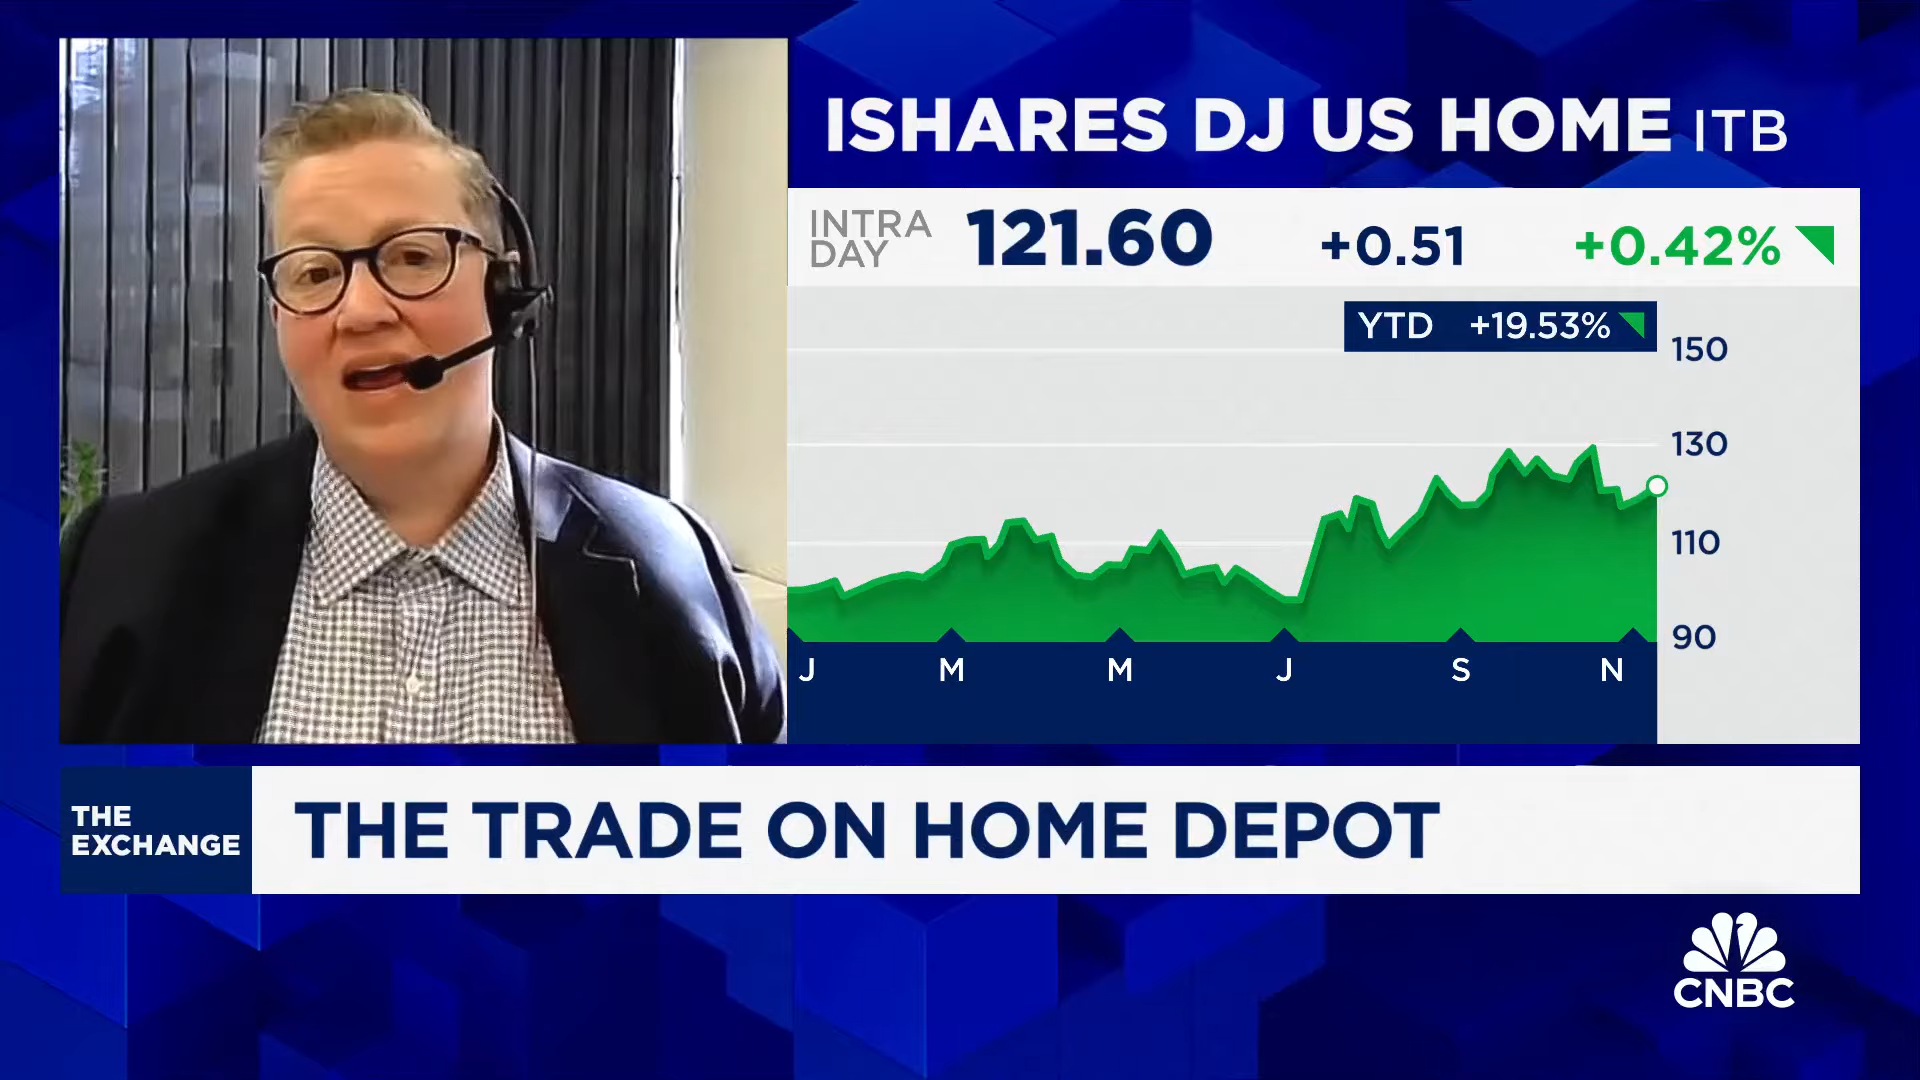 ISHARES DJ US HOME ITB
INTRA
DAY
121.60 +0.51 +0.42%
YTD +19.53%
150
130
110
90
J M M J S N
THE
EXCHANGE
THE TRADE ON HOME DEPOT
CNBC